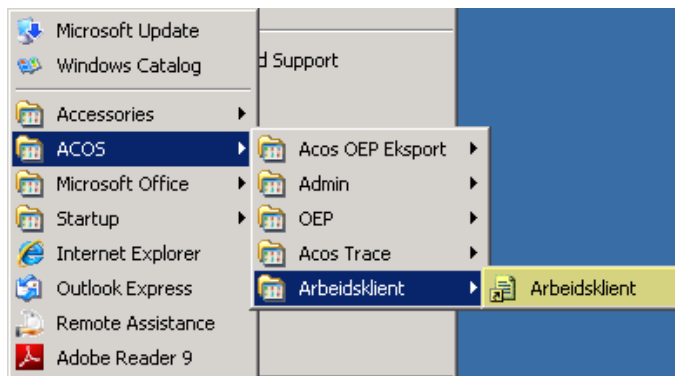 Microsoft Update
Windows Catalog
d Support
Accessories
ACOS
Microsoft Office
Startup
Internet Explorer
Outlook Express
Remote Assistance
Adobe Reader 9
Acos OEP Eksport
Admin
OEP
Acos Trace
Arbeidsklient
Arbeidsklient